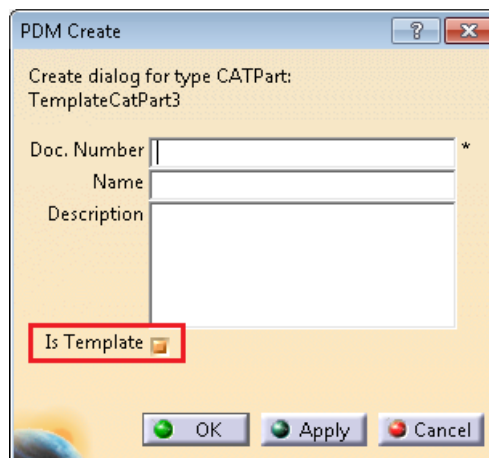 PDM Create
Create dialog for type CATPart:
TemplateCatPart3
Doc. Number *
Name
Description
Is Template
OK Apply Cancel